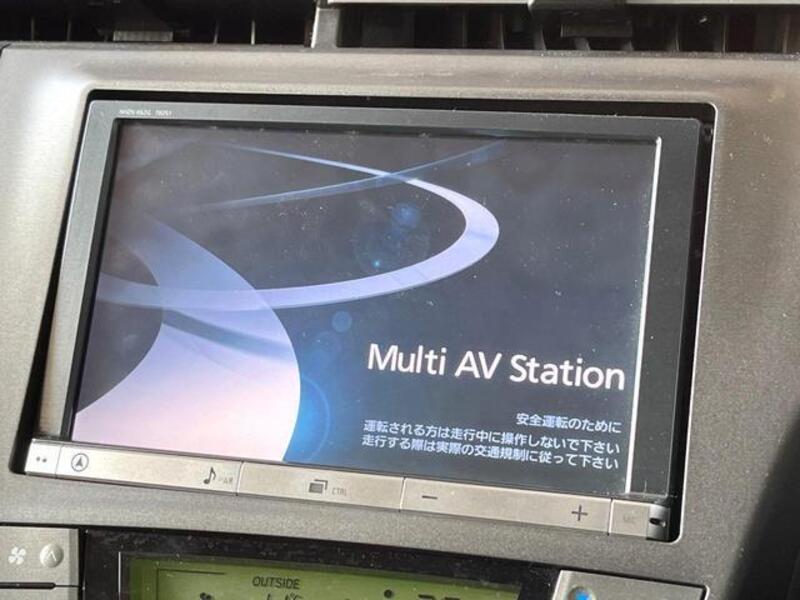 Multi AV Station
安全運転のために
運転される方は走行中に操作しないで下さい
走行する際は実際の交通規制に従って下さい
CTRL
MIC
OUTSIDE